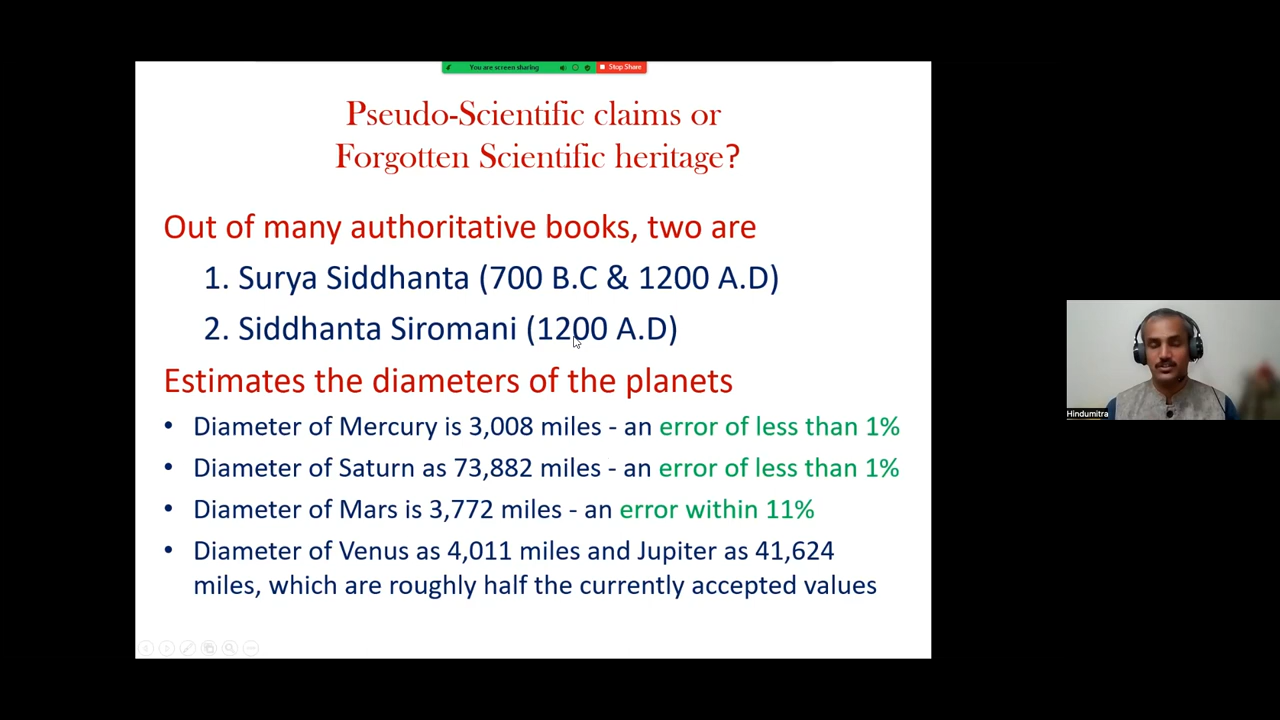 You are screen sharing
Stop Share
Pseudo-Scientific claims or
Forgotten Scientific heritage?
Out of many authoritative books, two are
1. Surya Siddhanta (700 B.C & 1200 A.D)
2. Siddhanta Siromani (1200 A.D)
Estimates the diameters of the planets
• Diameter of Mercury is 3,008 miles - an error of less than 1%
• Diameter of Saturn as 73,882 miles - an error of less than 1%
• Diameter of Mars is 3,772 miles - an error within 11%
• Diameter of Venus as 4,011 miles and Jupiter as 41,624
miles, which are roughly half the currently accepted values
Hindumitra